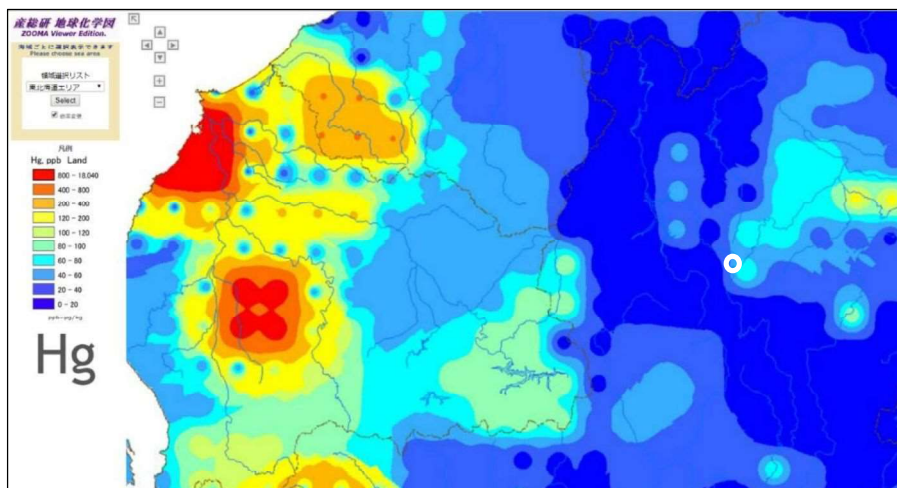 産総研 地球化学図
ZOOMA Viewer Edition.
海域ごとに選択表示できます
Please choose sea area
領域選択リスト
東北海道エリア
Select
凡例
Hg, ppb Land
800 - 18,040
400 - 800
200 - 400
120 - 200
100 - 120
80 - 100
60 - 80
40 - 60
20 - 40
0 - 20
Hg